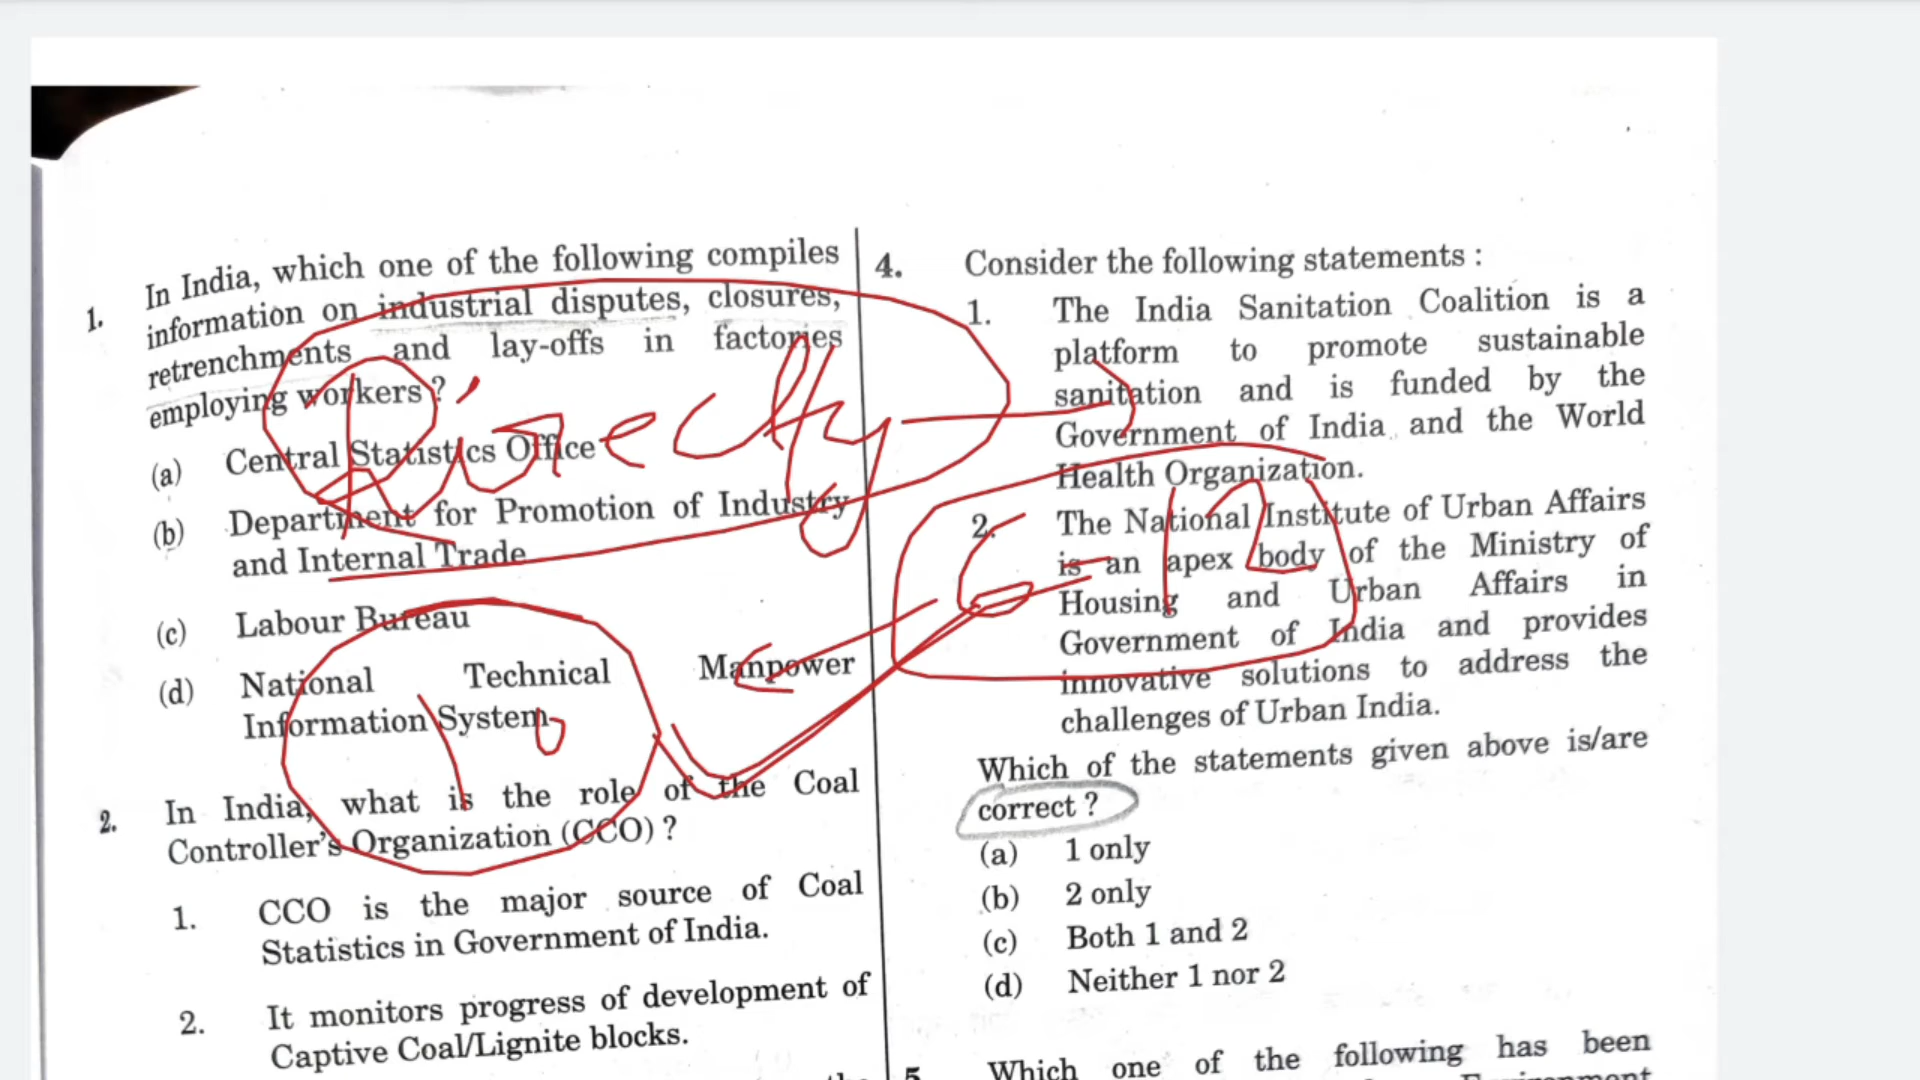 1. In India, which one of the following compiles
information on industrial disputes, closures,
retrenchments and lay-offs in factories
employing workers ?
(a) Central Statistics Office
(b) Department for Promotion of Industry
and Internal Trade
(c) Labour Bureau
(d) National Technical Manpower
Information System
2. In India, what is the role of the Coal
Controller's Organization (CCO) ?
1. CCO is the major source of Coal
Statistics in Government of India.
2. It monitors progress of development of
Captive Coal/Lignite blocks.
4. Consider the following statements :
1. The India Sanitation Coalition is a
platform to promote sustainable
sanitation and is funded by the
Government of India and the World
Health Organization.
2. The National Institute of Urban Affairs
is an apex body of the Ministry of
Housing and Urban Affairs in
Government of India and provides
innovative solutions to address the
challenges of Urban India.
Which of the statements given above is/are
correct ?
(a) 1 only
(b) 2 only
(c) Both 1 and 2
(d) Neither 1 nor 2
5. Which one of the following has been
Directly
12
10